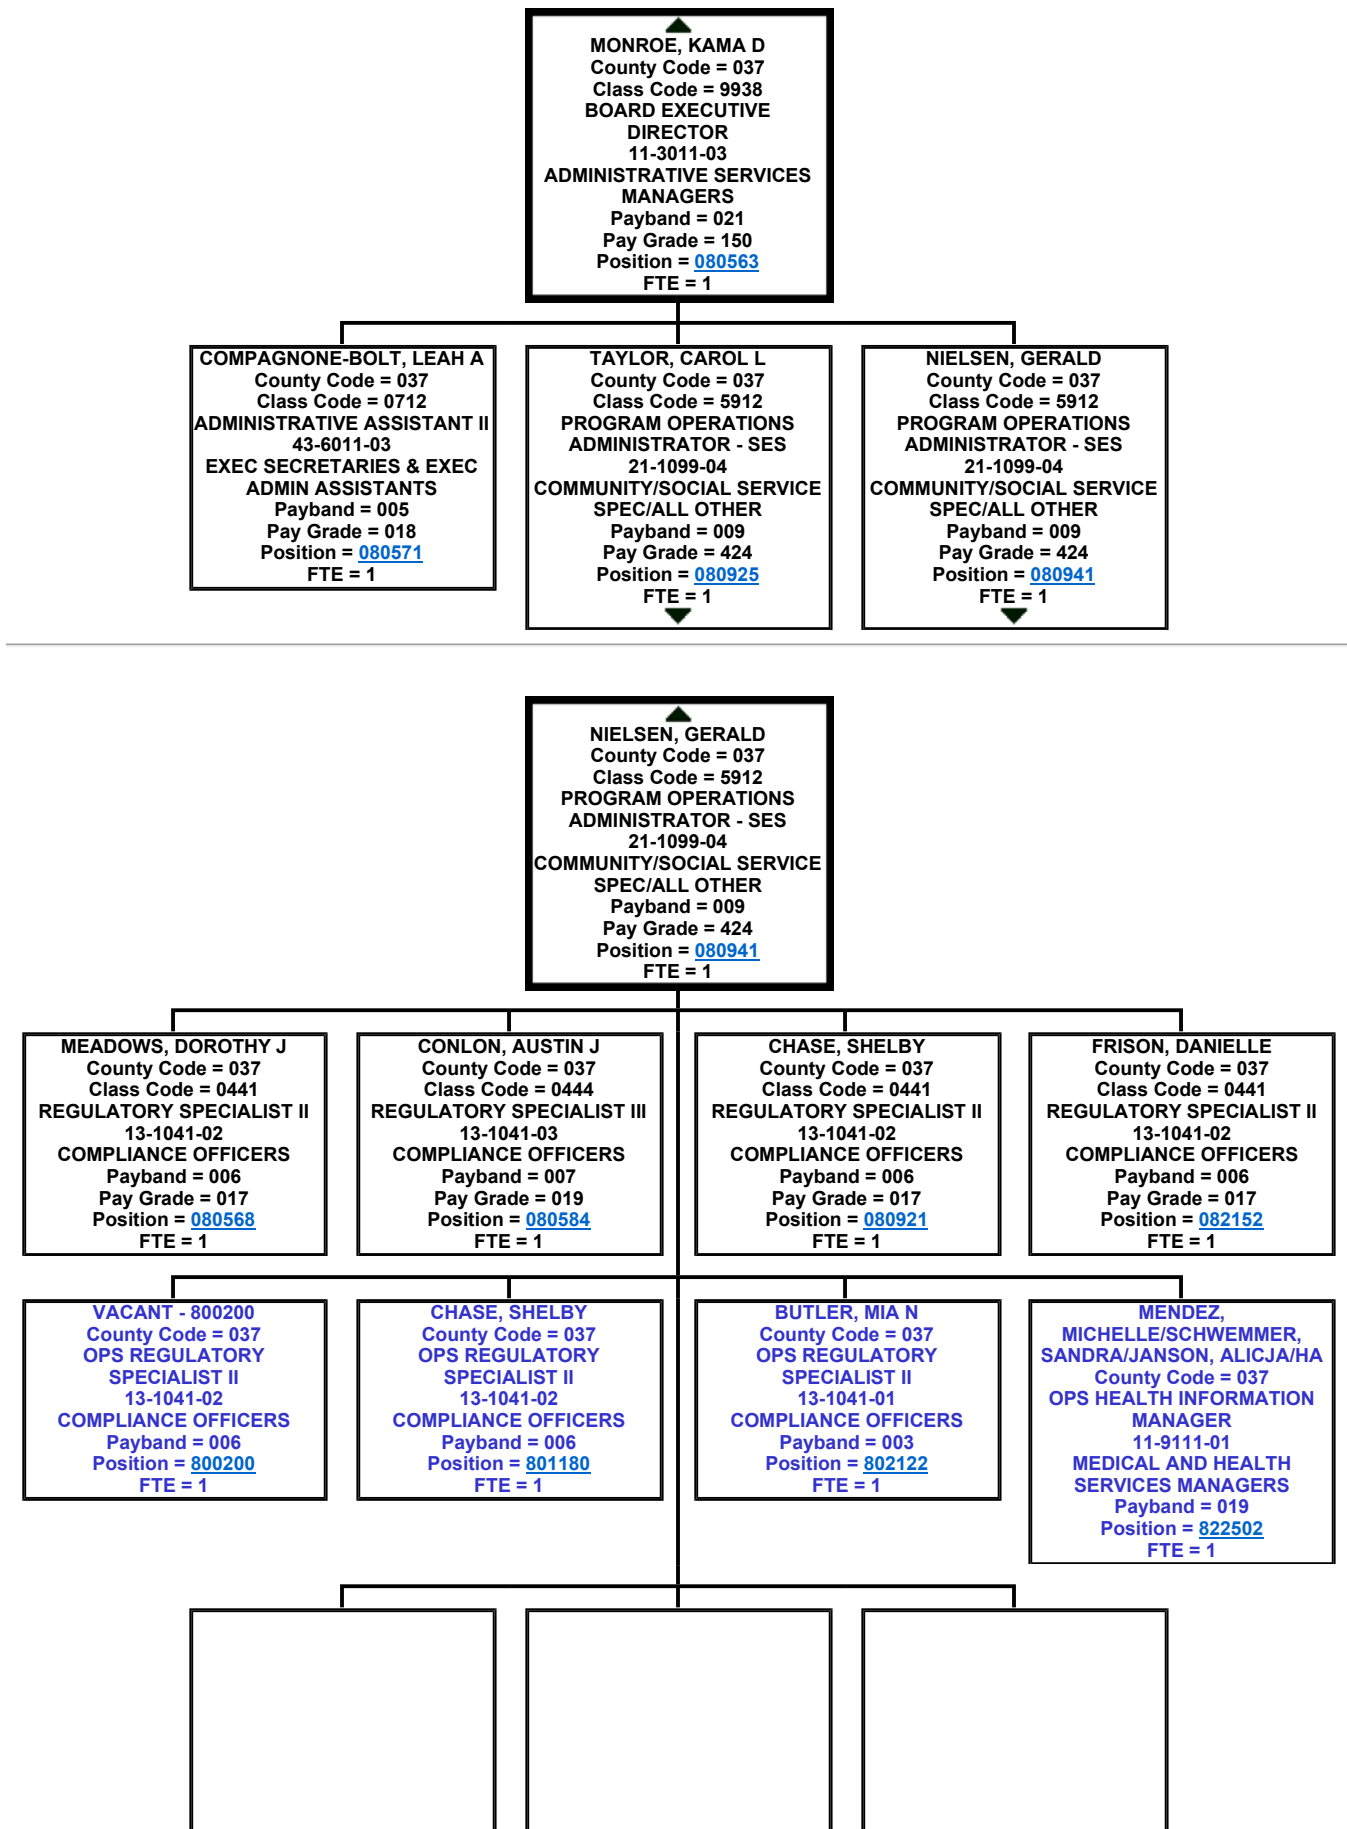 MONROE, KAMA D
County Code = 037
Class Code = 9938
BOARD EXECUTIVE
DIRECTOR
11-3011-03
ADMINISTRATIVE SERVICES
MANAGERS
Payband = 021
Pay Grade = 150
Position = 080563
FTE = 1
COMPAGNONE-BOLT, LEAH A
County Code = 037
Class Code = 0712
ADMINISTRATIVE ASSISTANT II
43-6011-03
EXEC SECRETARIES & EXEC
ADMIN ASSISTANTS
Payband = 005
Pay Grade = 018
Position = 080571
FTE = 1
TAYLOR, CAROL L
County Code = 037
Class Code = 5912
PROGRAM OPERATIONS
ADMINISTRATOR - SES
21-1099-04
COMMUNITY/SOCIAL SERVICE
SPEC/ALL OTHER
Payband = 009
Pay Grade = 424
Position = 080925
FTE = 1
NIELSEN, GERALD
County Code = 037
Class Code = 5912
PROGRAM OPERATIONS
ADMINISTRATOR - SES
21-1099-04
COMMUNITY/SOCIAL SERVICE
SPEC/ALL OTHER
Payband = 009
Pay Grade = 424
Position = 080941
FTE = 1
NIELSEN, GERALD
County Code = 037
Class Code = 5912
PROGRAM OPERATIONS
ADMINISTRATOR - SES
21-1099-04
COMMUNITY/SOCIAL SERVICE
SPEC/ALL OTHER
Payband = 009
Pay Grade = 424
Position = 080941
FTE = 1
MEADOWS, DOROTHY J
County Code = 037
Class Code = 0441
REGULATORY SPECIALIST II
13-1041-02
COMPLIANCE OFFICERS
Payband = 006
Pay Grade = 017
Position = 080568
FTE = 1
CONLON, AUSTIN J
County Code = 037
Class Code = 0444
REGULATORY SPECIALIST III
13-1041-03
COMPLIANCE OFFICERS
Payband = 007
Pay Grade = 019
Position = 080584
FTE = 1
CHASE, SHELBY
County Code = 037
Class Code = 0441
REGULATORY SPECIALIST II
13-1041-02
COMPLIANCE OFFICERS
Payband = 006
Pay Grade = 017
Position = 080921
FTE = 1
FRISON, DANIELLE
County Code = 037
Class Code = 0441
REGULATORY SPECIALIST II
13-1041-02
COMPLIANCE OFFICERS
Payband = 006
Pay Grade = 017
Position = 082152
FTE = 1
VACANT - 800200
County Code = 037
OPS REGULATORY
SPECIALIST II
13-1041-02
COMPLIANCE OFFICERS
Payband = 006
Position = 800200
FTE = 1
CHASE, SHELBY
County Code = 037
OPS REGULATORY
SPECIALIST II
13-1041-02
COMPLIANCE OFFICERS
Payband = 006
Position = 801180
FTE = 1
BUTLER, MIA N
County Code = 037
OPS REGULATORY
SPECIALIST II
13-1041-01
COMPLIANCE OFFICERS
Payband = 003
Position = 802122
FTE = 1
MENDEZ,
MICHELLE/SCHWEMMER,
SANDRA/JANSON, ALICJA/HA
County Code = 037
OPS HEALTH INFORMATION
MANAGER
11-9111-01
MEDICAL AND HEALTH
SERVICES MANAGERS
Payband = 019
Position = 822502
FTE = 1